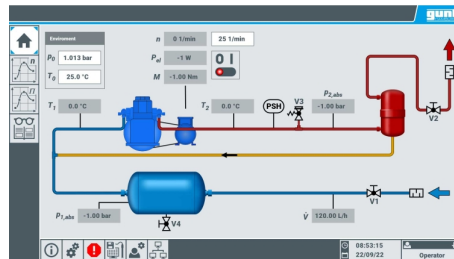 gunt
Environment
n 0 1/min 25 1/min
P0 1.013 bar
Pel -1 W
0 I
T0 25.0 °C
M -1.00 Nm
n
T1 0.0 °C
T2 0.0 °C
PSH
V3
p2,abs
-1.00 bar
V2
p1,abs -1.00 bar
V4
V̇ 120.00 L/h
V1
08:53:15
22/09/22
Operator